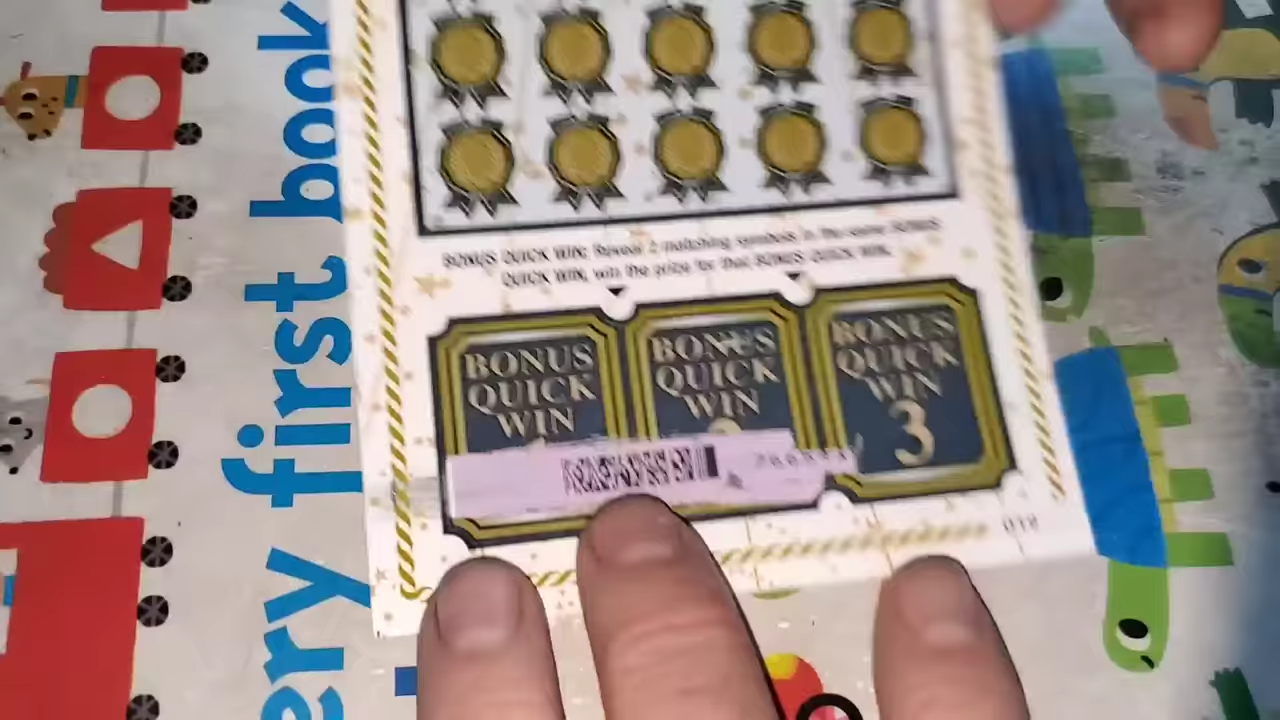 BONUS QUICK WIN: Reveal 2 matching symbols in the same BONUS
QUICK WIN, win the prize for that BONUS QUICK WIN.
BONUS
QUICK
WIN
BONUS
QUICK
WIN
BONUS
QUICK
WIN
3
038
ery first book